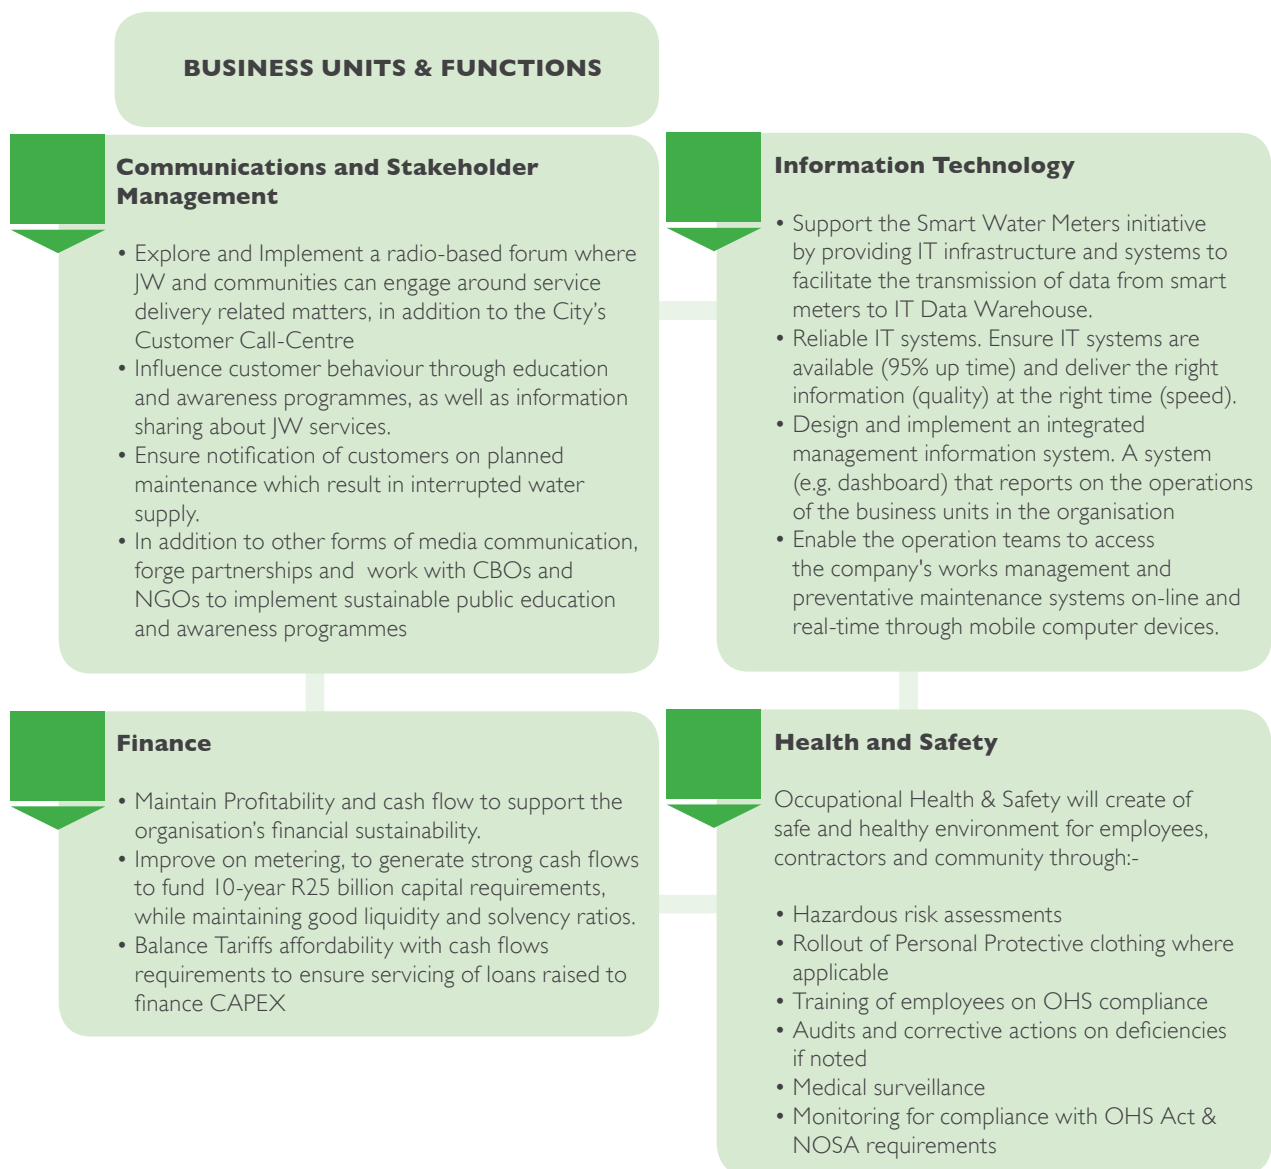 BUSINESS UNITS & FUNCTIONS
Communications and Stakeholder
Management
• Explore and Implement a radio-based forum where
JW and communities can engage around service
delivery related matters, in addition to the City’s
Customer Call-Centre
• Influence customer behaviour through education
and awareness programmes, as well as information
sharing about JW services.
• Ensure notification of customers on planned
maintenance which result in interrupted water
supply.
• In addition to other forms of media communication,
forge partnerships and work with CBOs and
NGOs to implement sustainable public education
and awareness programmes
Information Technology
• Support the Smart Water Meters initiative
by providing IT infrastructure and systems to
facilitate the transmission of data from smart
meters to IT Data Warehouse.
• Reliable IT systems. Ensure IT systems are
available (95% up time) and deliver the right
information (quality) at the right time (speed).
• Design and implement an integrated
management information system. A system
(e.g. dashboard) that reports on the operations
of the business units in the organisation
• Enable the operation teams to access
the company's works management and
preventative maintenance systems on-line and
real-time through mobile computer devices.
Finance
• Maintain Profitability and cash flow to support the
organisation’s financial sustainability.
• Improve on metering, to generate strong cash flows
to fund 10-year R25 billion capital requirements,
while maintaining good liquidity and solvency ratios.
• Balance Tariffs affordability with cash flows
requirements to ensure servicing of loans raised to
finance CAPEX
Health and Safety
Occupational Health & Safety will create of
safe and healthy environment for employees,
contractors and community through:-
• Hazardous risk assessments
• Rollout of Personal Protective clothing where
applicable
• Training of employees on OHS compliance
• Audits and corrective actions on deficiencies
if noted
• Medical surveillance
• Monitoring for compliance with OHS Act &
NOSA requirements